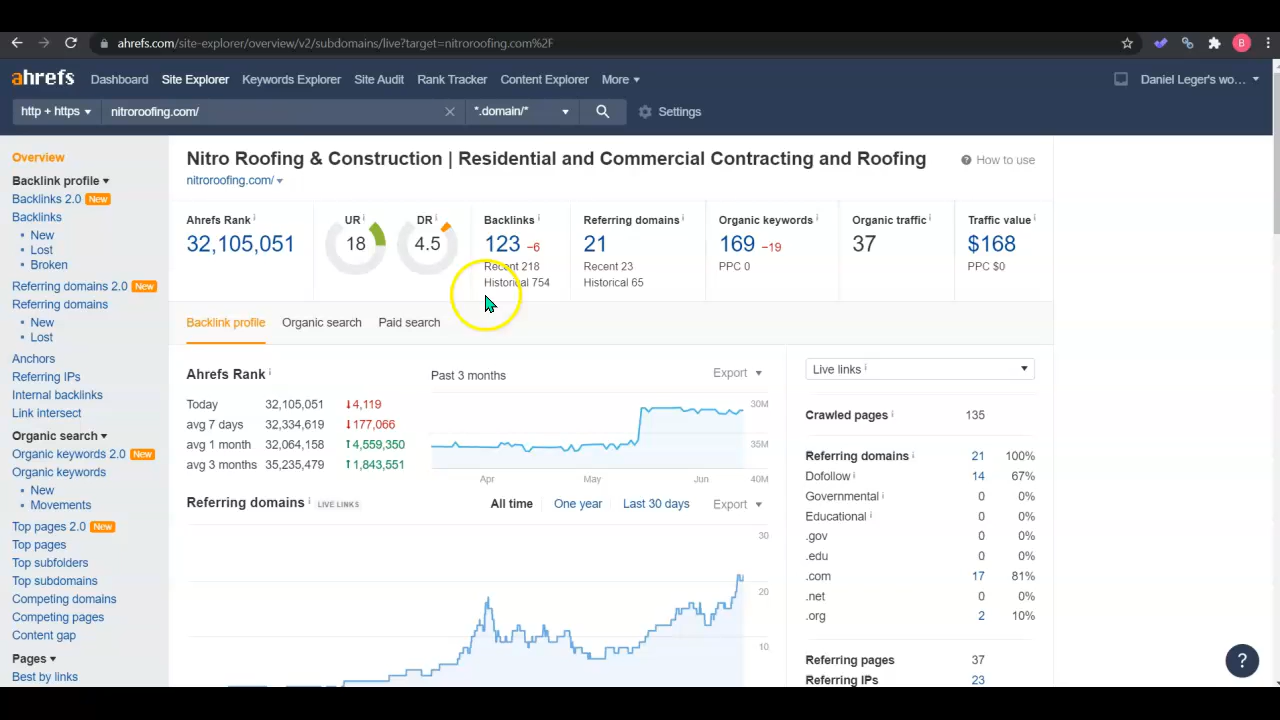 ahrefs.com/site-explorer/overview/v2/subdomains/live?target=nitroroofing.com%2F
B
ahrefs Dashboard Site Explorer Keywords Explorer Site Audit Rank Tracker Content Explorer More Daniel Leger's wo...
http + https nitroroofing.com/ *.domain/* Settings
Overview
Backlink profile
Backlinks 2.0 New
Backlinks
New
Lost
Broken
Referring domains 2.0 New
Referring domains
New
Lost
Anchors
Referring IPs
Internal backlinks
Link intersect
Organic search
Organic keywords 2.0 New
Organic keywords
New
Movements
Top pages 2.0 New
Top pages
Top subfolders
Top subdomains
Competing domains
Competing pages
Content gap
Pages
Best by links
Nitro Roofing & Construction | Residential and Commercial Contracting and Roofing
How to use
nitroroofing.com/
Ahrefs Rank
32,105,051
UR
18
DR
4.5
Backlinks
123 −6
Recent 218
Historical 754
Referring domains
21
Recent 23
Historical 65
Organic keywords
169 −19
PPC 0
Organic traffic
37
Traffic value
$168
PPC $0
Backlink profile Organic search Paid search
Ahrefs Rank
Past 3 months
Export
Today 32,105,051 ↓4,119
avg 7 days 32,334,619 ↓177,066
avg 1 month 32,064,158 ↑4,559,350
avg 3 months 35,235,479 ↑1,843,551
30M
35M
40M
Apr May Jun
Referring domains LIVE LINKS
All time One year Last 30 days Export
30
20
10
Live links
Crawled pages 135
Referring domains 21 100%
Dofollow 14 67%
Governmental 0 0%
Educational 0 0%
.gov 0 0%
.edu 0 0%
.com 17 81%
.net 0 0%
.org 2 10%
Referring pages 37
Referring IPs 23
?